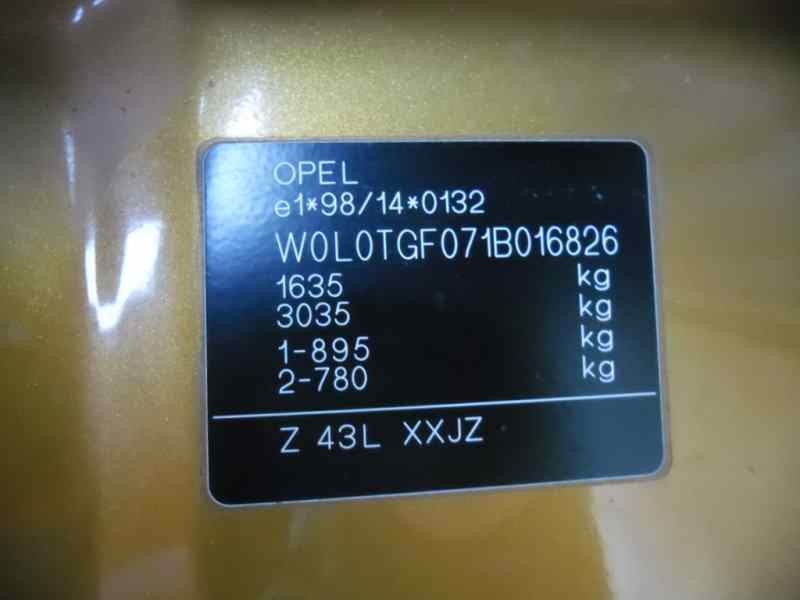 OPEL
e1*98/14*0132
W0L0TGF071B016826
1635 kg
3035 kg
1-895 kg
2-780 kg
Z 43L XXJZ